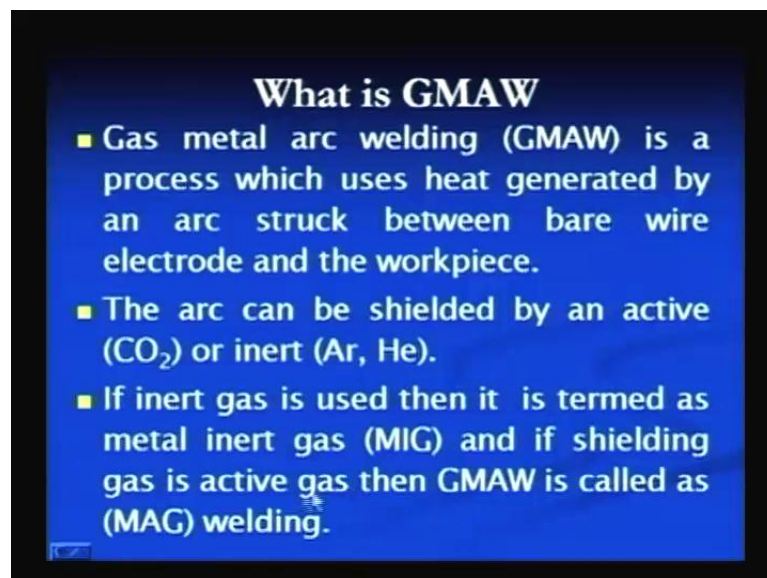 What is GMAW
Gas metal arc welding (GMAW) is a
process which uses heat generated by
an arc struck between bare wire
electrode and the workpiece.
The arc can be shielded by an active
(CO₂) or inert (Ar, He).
If inert gas is used then it is termed as
metal inert gas (MIG) and if shielding
gas is active gas then GMAW is called as
(MAG) welding.